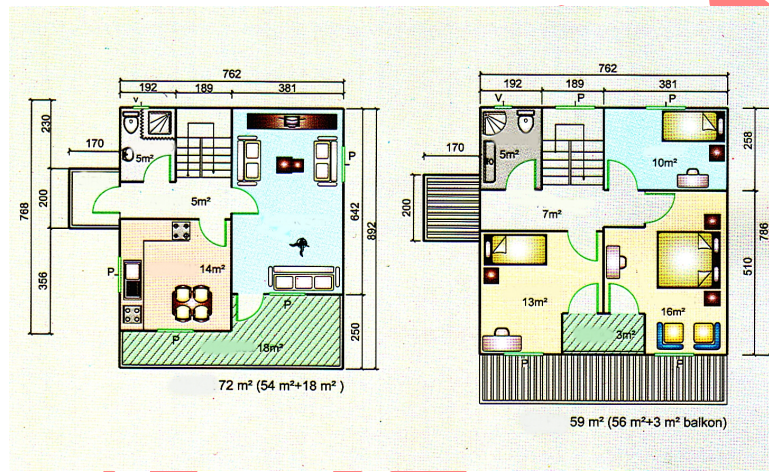 762
192 189 381
V
230
170
5m²
P
200
768
5m²
642
892
14m²
P
356
P
250
P
18m²
72 m² (54 m²+18 m² )
762
192 189 381
V P P
258
5m²
10m²
170
200
7m²
786
510
13m²
16m²
3m²
P P
59 m² (56 m²+3 m² balkon)